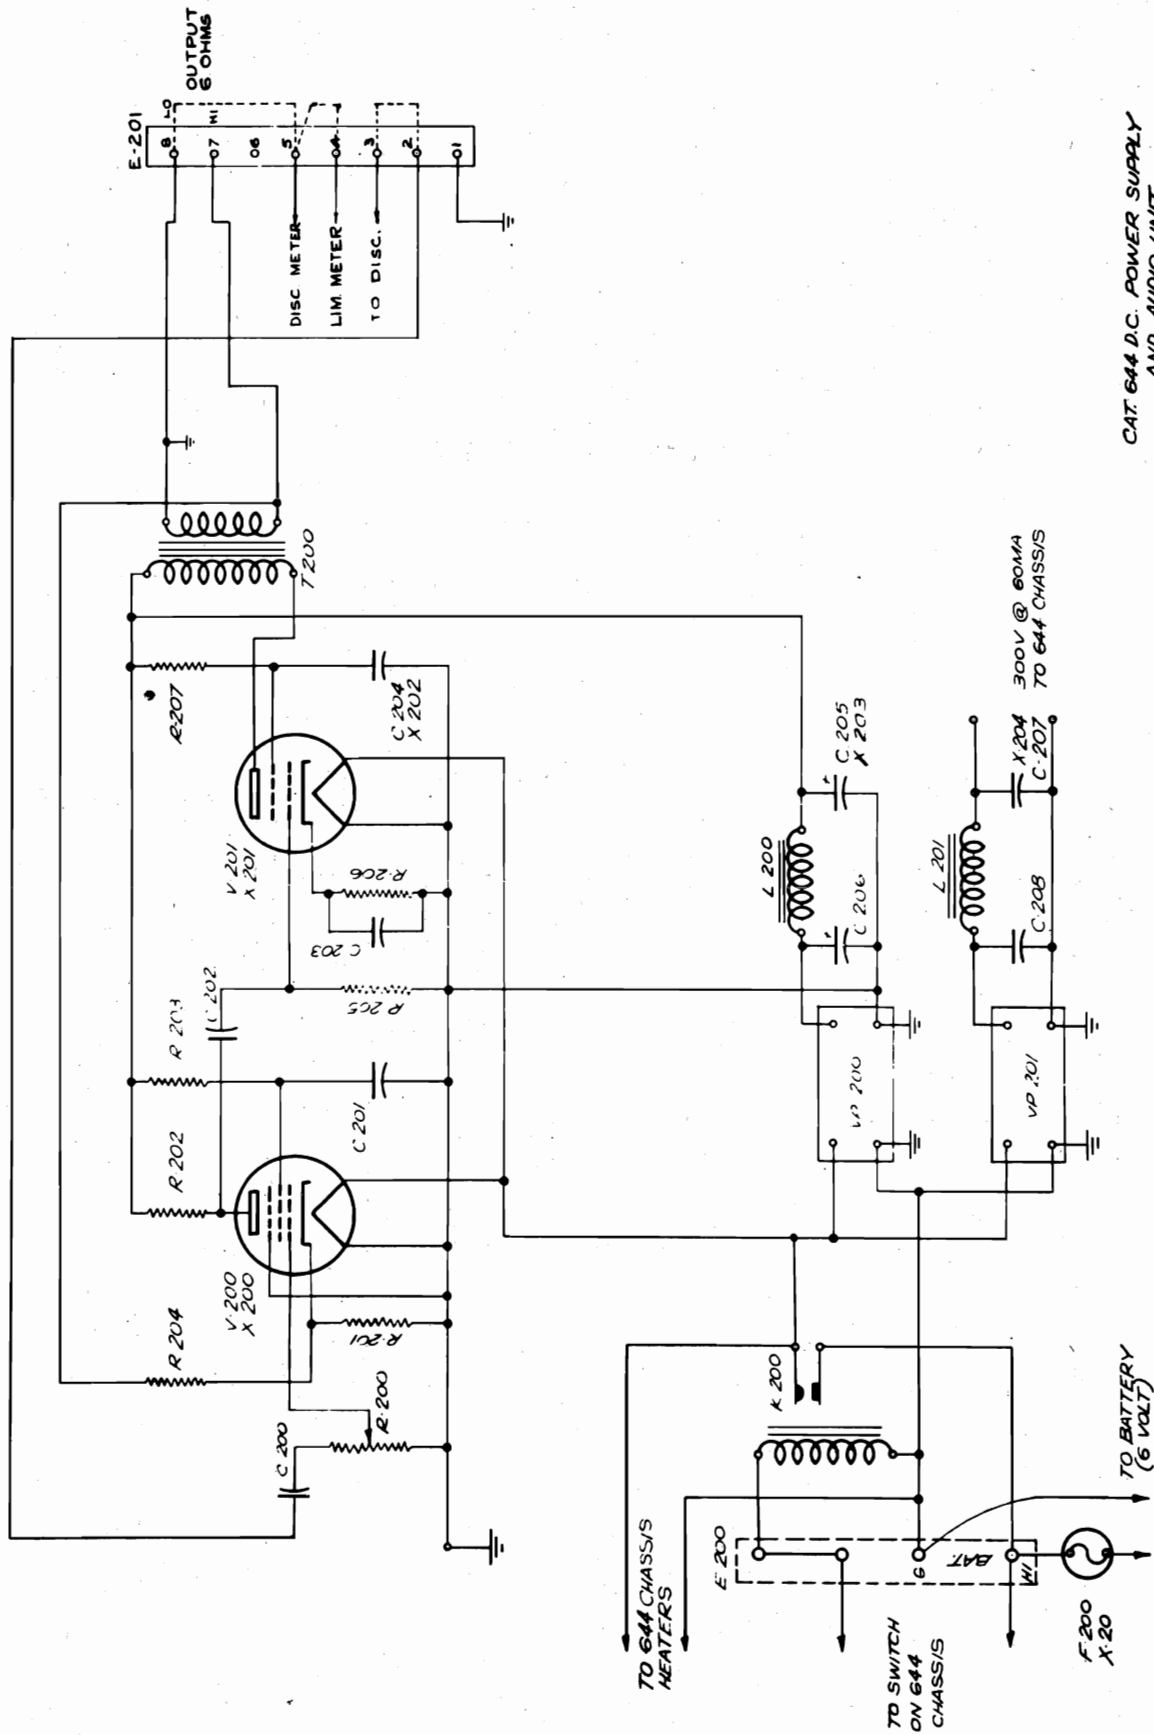 E-201
LO
OUTPUT
6 OHMS
HI
8
7
6
5
4
3
2
1
DISC. METER
LIM. METER
TO DISC.
T200
R-207
C 204
X 202
V 201
X 201
R-206
C 203
C 202
R 205
R 203
R-202
C 201
V-200
X 200
R 204
R-201
R-200
C 200
L 200
C 205
X 203
C 206
L 201
300V @ 60MA
TO 644 CHASSIS
X-204
C-207
C-208
VP 200
VP 201
K 200
TO 644 CHASSIS
HEATERS
E 200
G
BAT.
HI
TO SWITCH
ON 644
CHASSIS
F-200
X-20
TO BATTERY
(6 VOLT)
CAT. 644 D.C. POWER SUPPLY
AND AUDIO UNIT